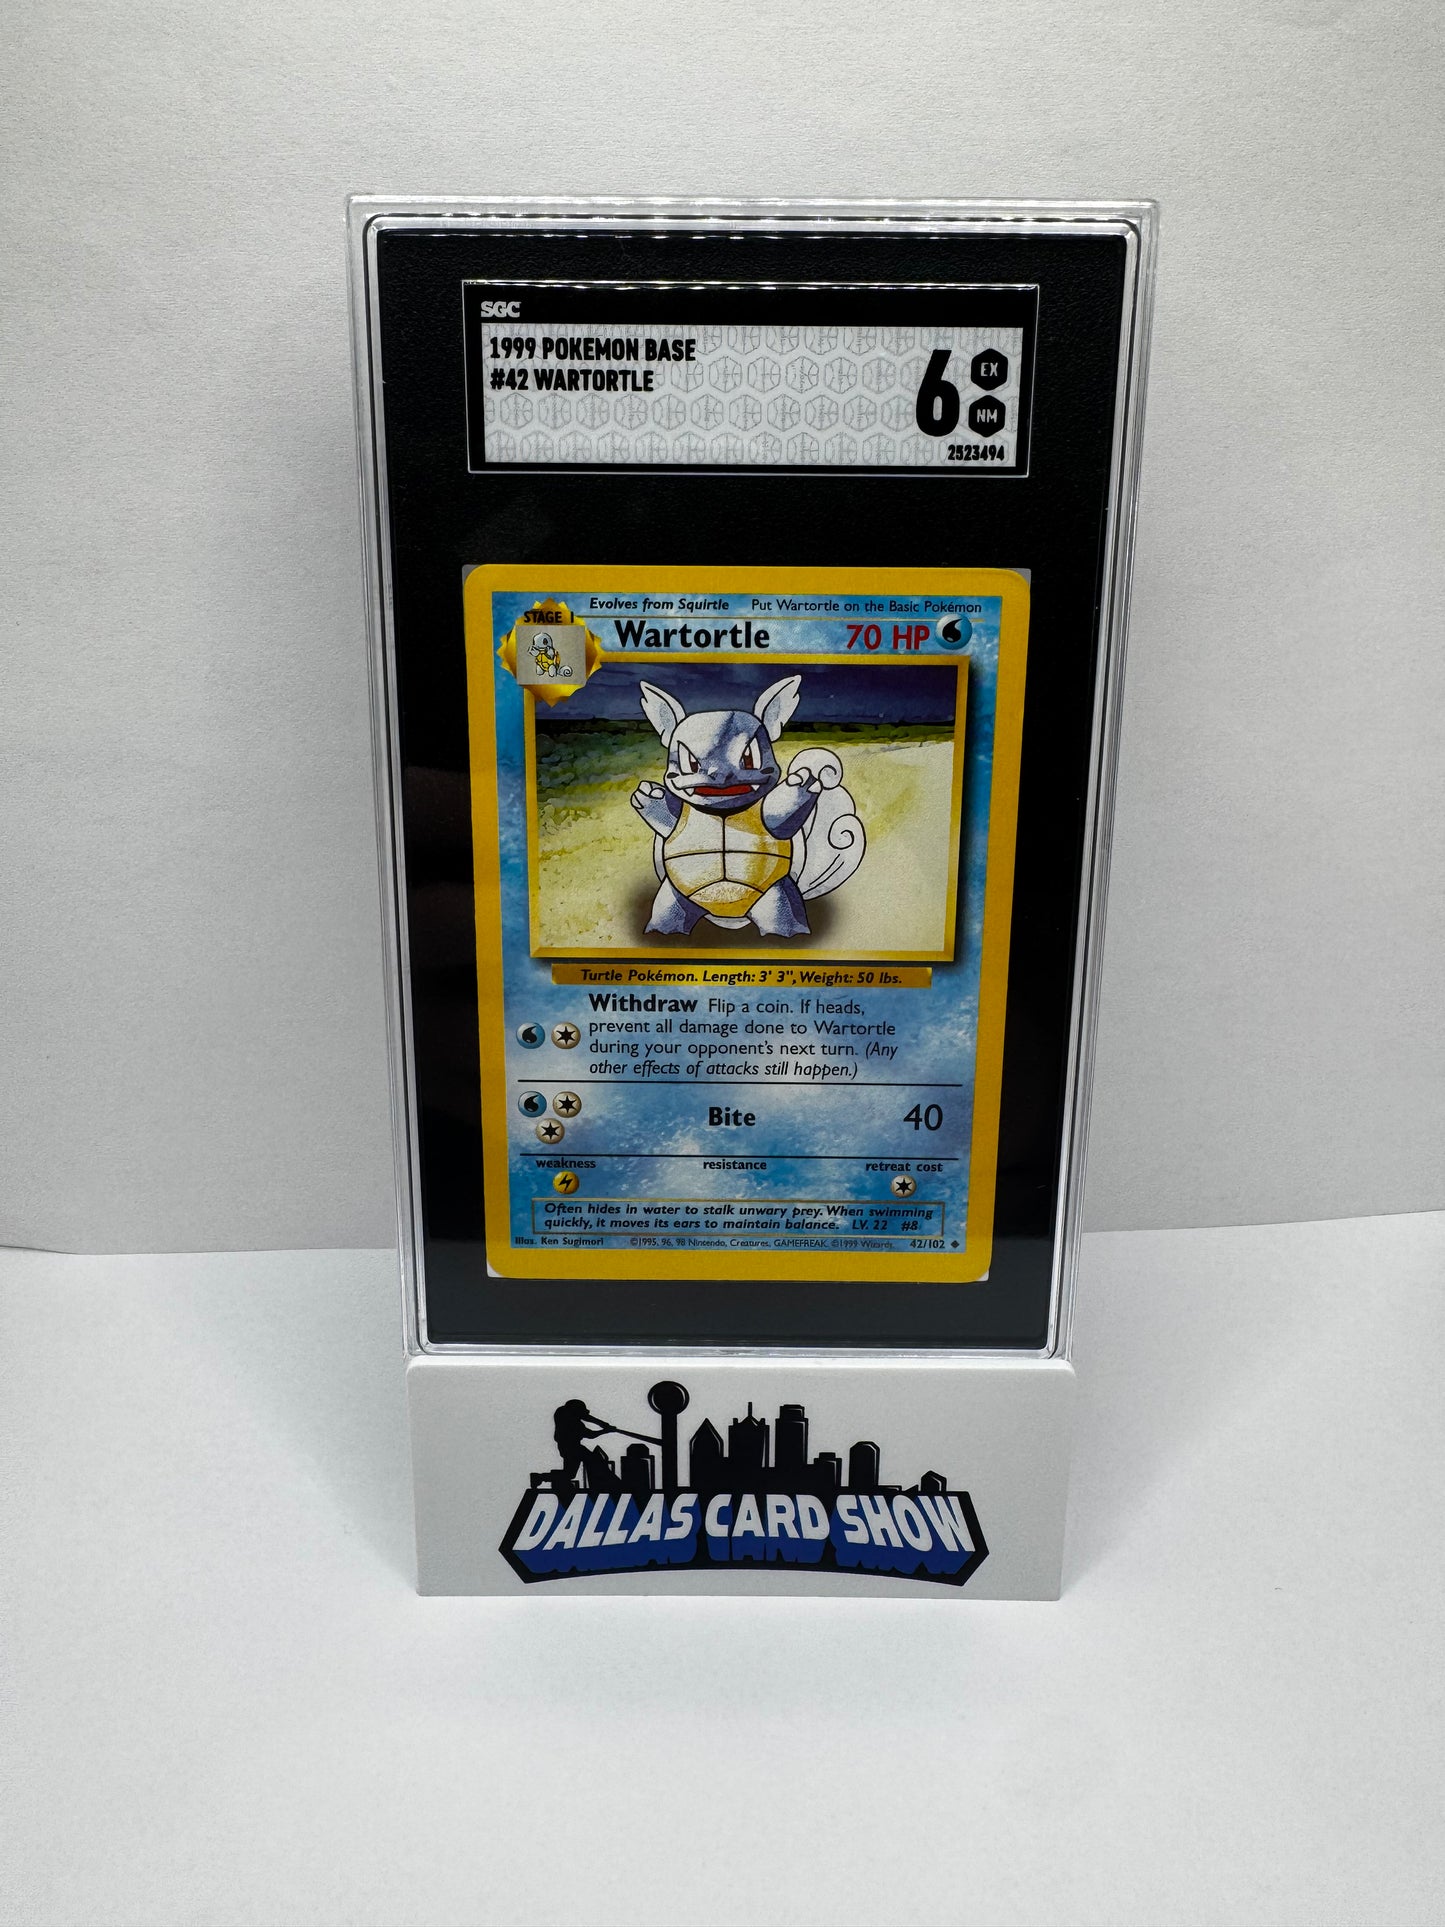 SGC
1999 POKEMON BASE
#42 WARTORTLE
6
EX
NM
2523494
STAGE 1
Evolves from Squirtle Put Wartortle on the Basic Pokémon
Wartortle 70 HP
Turtle Pokémon. Length: 3' 3", Weight: 50 lbs.
Withdraw Flip a coin. If heads,
prevent all damage done to Wartortle
during your opponent's next turn. (Any
other effects of attacks still happen.)
Bite 40
weakness resistance retreat cost
Often hides in water to stalk unwary prey. When swimming
quickly, it moves its ears to maintain balance. LV. 22 #8
Illus. Ken Sugimori ©1995, 96, 98 Nintendo, Creatures, GAMEFREAK. ©1999 Wizards. 42/102
DALLAS CARD SHOW